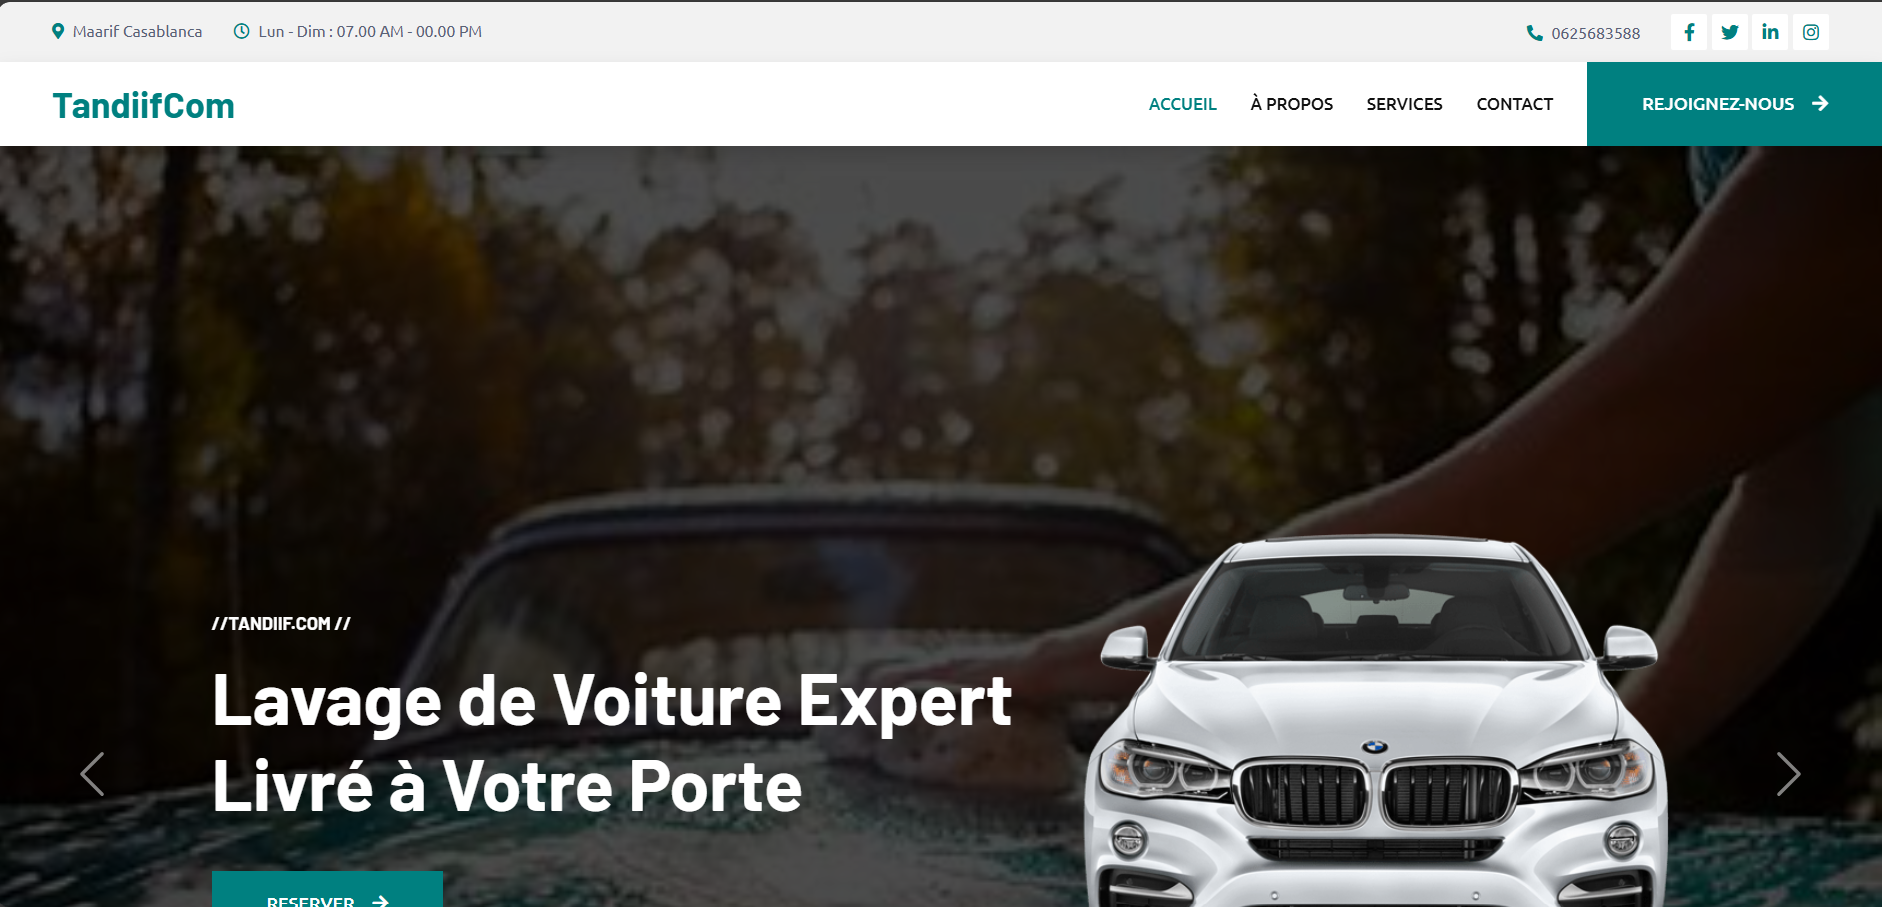 Maarif Casablanca
Lun - Dim : 07.00 AM - 00.00 PM
0625683588
TandiifCom
ACCUEIL
À PROPOS
SERVICES
CONTACT
REJOIGNEZ-NOUS
//TANDIIF.COM //
Lavage de Voiture Expert
Livré à Votre Porte
RESERVER